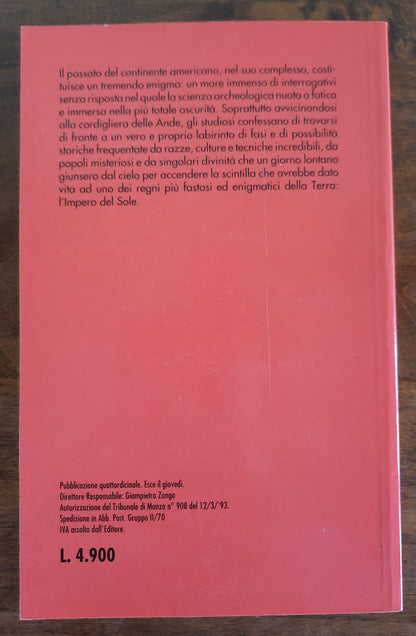 Il passato del continente americano, nel suo complesso, costi-
tuisce un tremendo enigma: un mare immenso di interrogativi
senza risposta nel quale la scienza archeologica nuota a fatica
e immersa nella più totale oscurità. Soprattutto avvicinandosi
alla cordigliera delle Ande, gli studiosi confessano di trovarsi
di fronte a un vero e proprio labirinto di fasi e di possibilità
storiche frequentate da razze, culture e tecniche incredibili, da
popoli misteriosi e da singolari divinità che un giorno lontano
giunsero dal cielo per accendere la scintilla che avrebbe dato
vita ad uno dei regni più fastosi ed enigmatici della Terra:
l'Impero del Sole.
Pubblicazione quattordicinale. Esce il giovedì.
Direttore Responsabile: Giampietro Zanga
Autorizzazione del Tribunale di Monza n° 908 del 12/3/'93.
Spedizione in Abb. Post. Gruppo II/70
IVA assolta dall'Editore.
L. 4.900